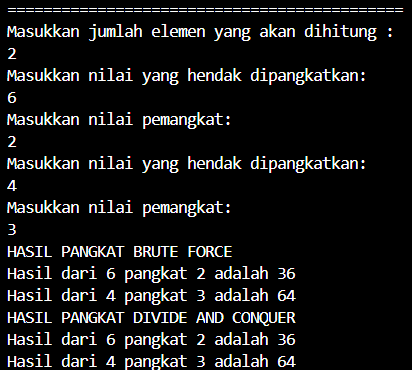 =============================================
Masukkan jumlah elemen yang akan dihitung :
2
Masukkan nilai yang hendak dipangkatkan:
6
Masukkan nilai pemangkat:
2
Masukkan nilai yang hendak dipangkatkan:
4
Masukkan nilai pemangkat:
3
HASIL PANGKAT BRUTE FORCE
Hasil dari 6 pangkat 2 adalah 36
Hasil dari 4 pangkat 3 adalah 64
HASIL PANGKAT DIVIDE AND CONQUER
Hasil dari 6 pangkat 2 adalah 36
Hasil dari 4 pangkat 3 adalah 64